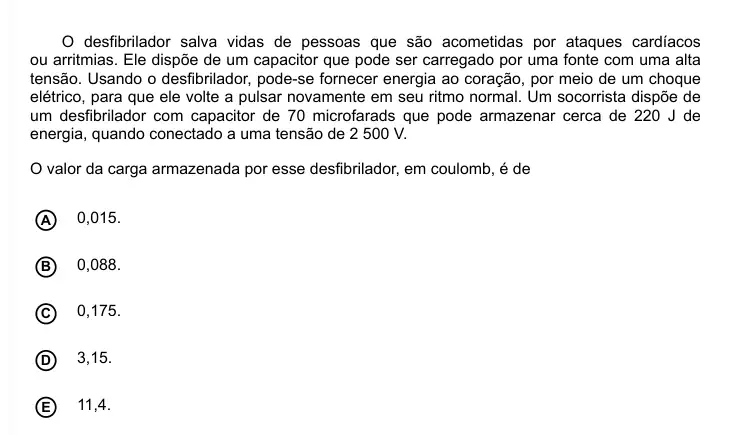 O desfibrilador salva vidas de pessoas que são acometidas por ataques cardíacos
ou arritmias. Ele dispõe de um capacitor que pode ser carregado por uma fonte com uma alta
tensão. Usando o desfibrilador, pode-se fornecer energia ao coração, por meio de um choque
elétrico, para que ele volte a pulsar novamente em seu ritmo normal. Um socorrista dispõe de
um desfibrilador com capacitor de 70 microfarads que pode armazenar cerca de 220 J de
energia, quando conectado a uma tensão de 2 500 V.
O valor da carga armazenada por esse desfibrilador, em coulomb, é de
A 0,015.
B 0,088.
C 0,175.
D 3,15.
E 11,4.